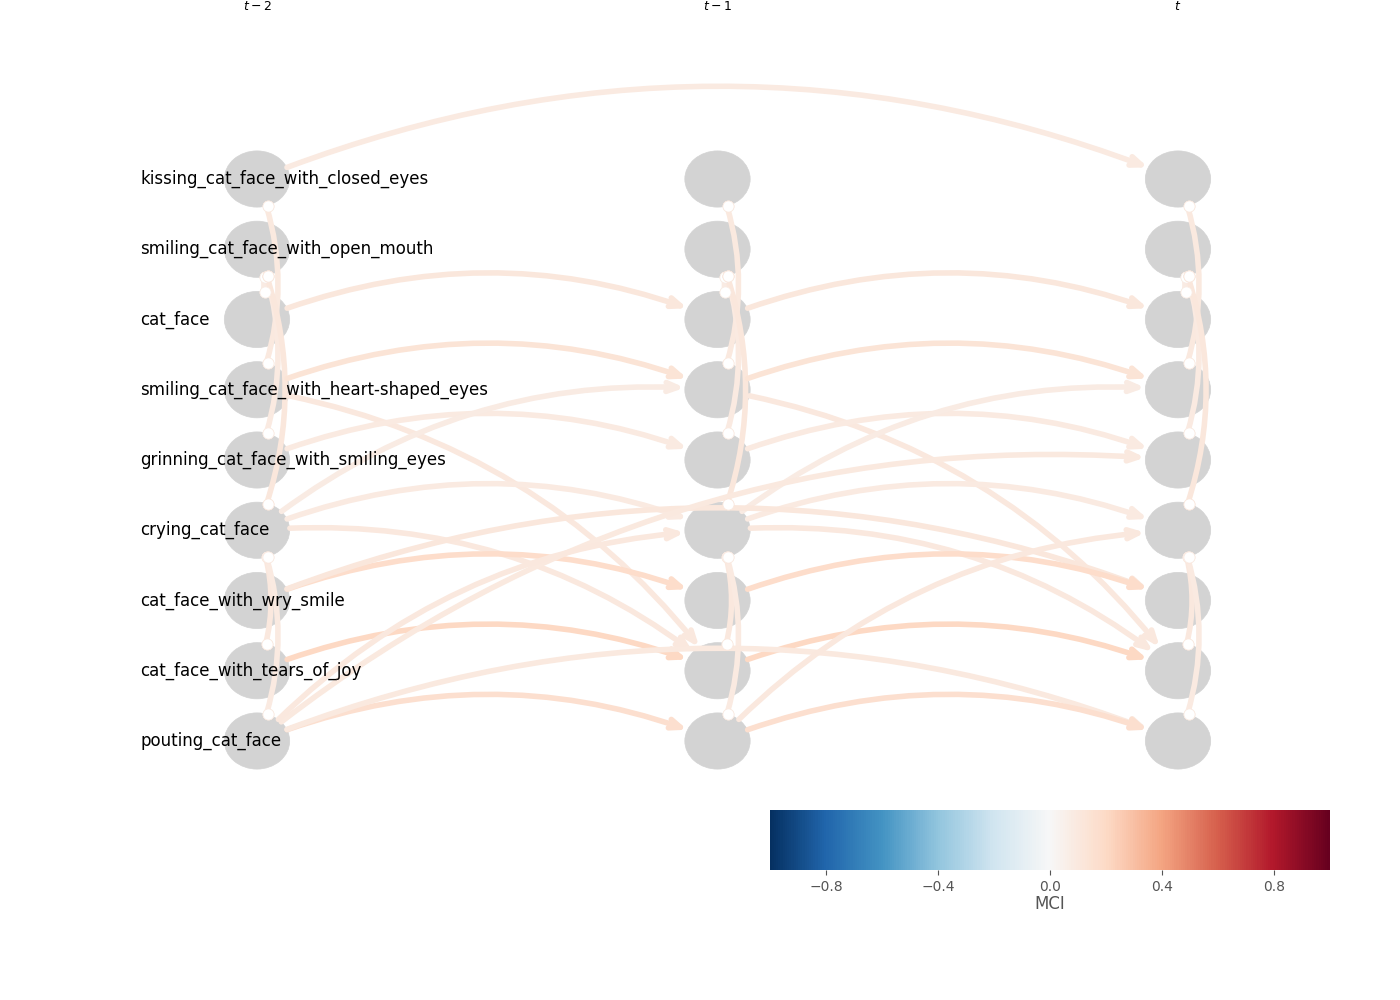 t − 2 t − 1 t
kissing_cat_face_with_closed_eyes
smiling_cat_face_with_open_mouth
cat_face
smiling_cat_face_with_heart-shaped_eyes
grinning_cat_face_with_smiling_eyes
crying_cat_face
cat_face_with_wry_smile
cat_face_with_tears_of_joy
pouting_cat_face
−0.8 −0.4 0.0 0.4 0.8
MCI